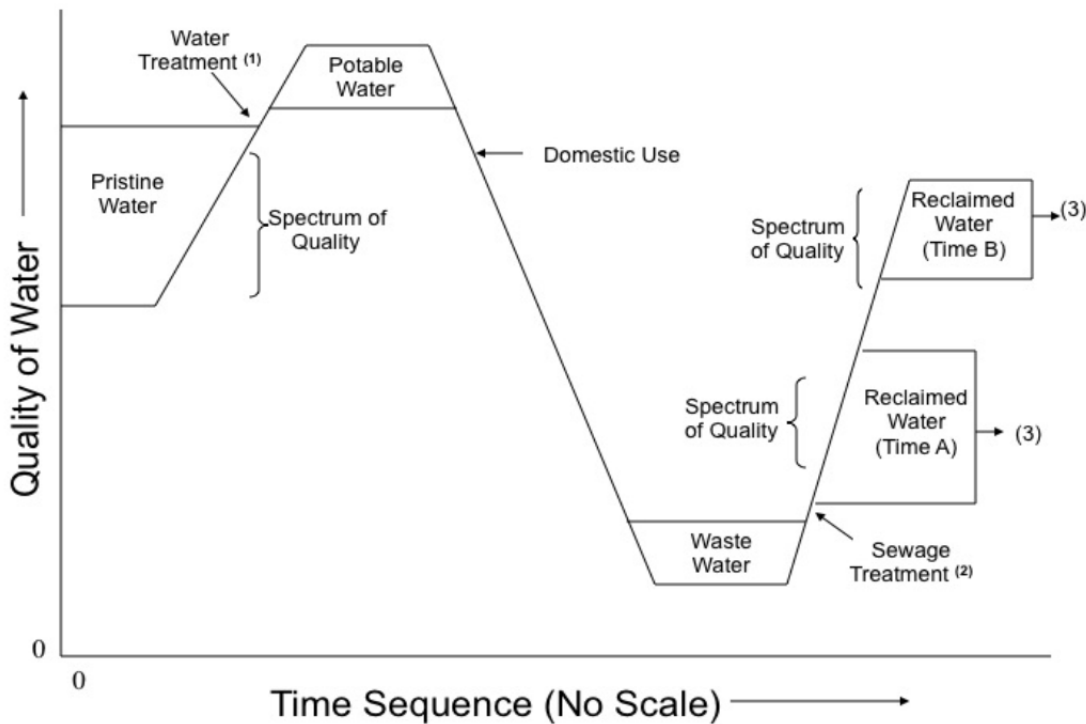 Water
Treatment (1)
Potable
Water
Domestic Use
Pristine
Water
Spectrum of
Quality
Spectrum
of Quality
Reclaimed
Water
(Time B)
(3)
Spectrum
of Quality
Reclaimed
Water
(Time A)
(3)
Waste
Water
Sewage
Treatment (2)
Quality of Water
0
0
Time Sequence (No Scale)